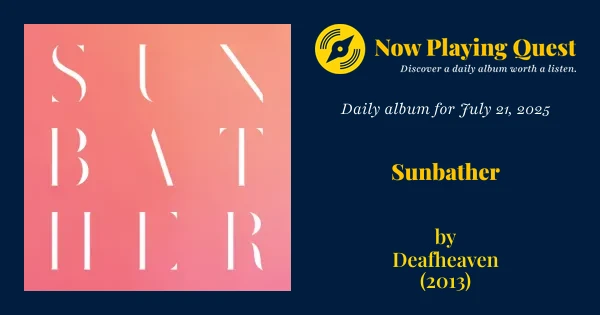 SUN
BAT
HER
Now Playing Quest
Discover a daily album worth a listen.
Daily album for July 21, 2025
Sunbather
by
Deafheaven
(2013)